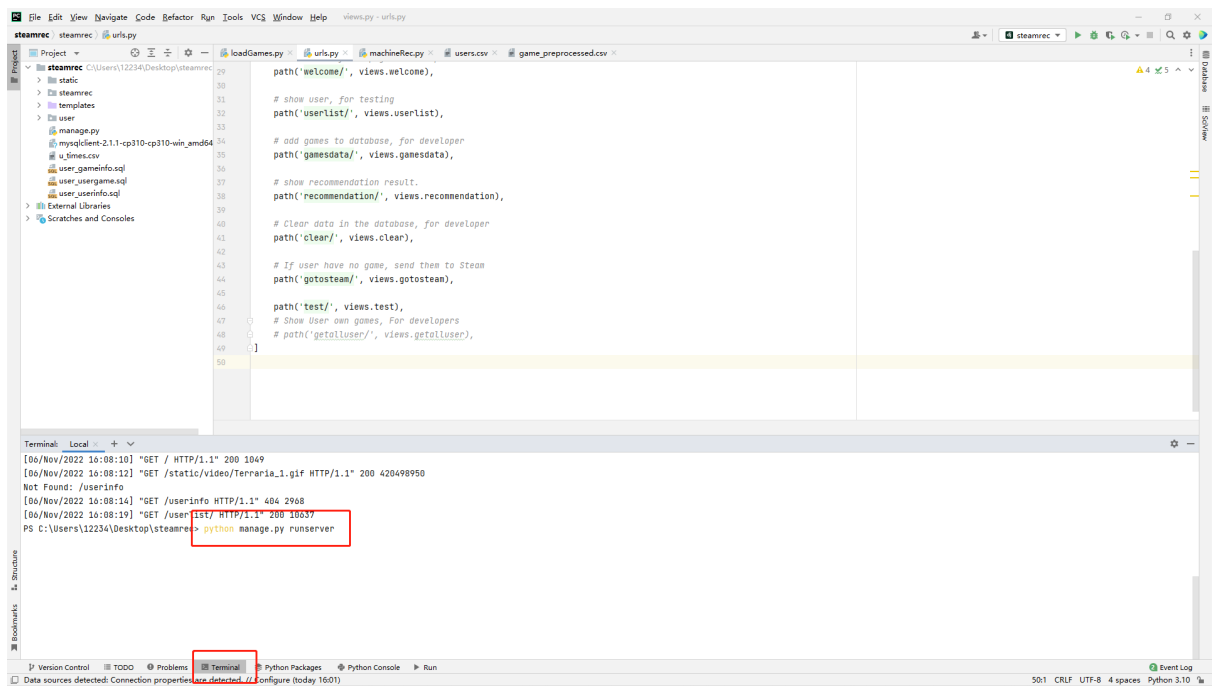 File Edit View Navigate Code Refactor Run Tools VCS Window Help views.py - urls.py
steamrec steamrec urls.py
steamrec
Project
loadGames.py urls.py machineRec.py users.csv game_preprocessed.csv
Project
steamrec C:\Users\12234\Desktop\steamrec
static
steamrec
templates
user
manage.py
mysqlclient-2.1.1-cp310-cp310-win_amd64
u_times.csv
user_gameinfo.sql
user_usergame.sql
user_userinfo.sql
External Libraries
Scratches and Consoles
4 5
29 path('welcome/', views.welcome),
30
31 # show user, for testing
32 path('userlist/', views.userlist),
33
34 # add games to database, for developer
35 path('gamesdata/', views.gamesdata),
36
37 # show recommendation result.
38 path('recommendation/', views.recommendation),
39
40 # Clear data in the database, for developer
41 path('clear/', views.clear),
42
43 # If user have no game, send them to Steam
44 path('gotosteam/', views.gotosteam),
45
46 path('test/', views.test),
47 # Show User own games, For developers
48 # path('getalluser/', views.getalluser),
49 ]
50
Database
SciView
Terminal: Local
[06/Nov/2022 16:08:10] "GET / HTTP/1.1" 200 1049
[06/Nov/2022 16:08:12] "GET /static/video/Terraria_1.gif HTTP/1.1" 200 420498950
Not Found: /userinfo
[06/Nov/2022 16:08:14] "GET /userinfo HTTP/1.1" 404 2968
[06/Nov/2022 16:08:19] "GET /userlist/ HTTP/1.1" 200 10637
PS C:\Users\12234\Desktop\steamrec> python manage.py runserver
Structure
Bookmarks
Version Control TODO Problems Terminal Python Packages Python Console Run
2 Event Log
Data sources detected: Connection properties are detected. // Configure (today 16:01)
50:1 CRLF UTF-8 4 spaces Python 3.10